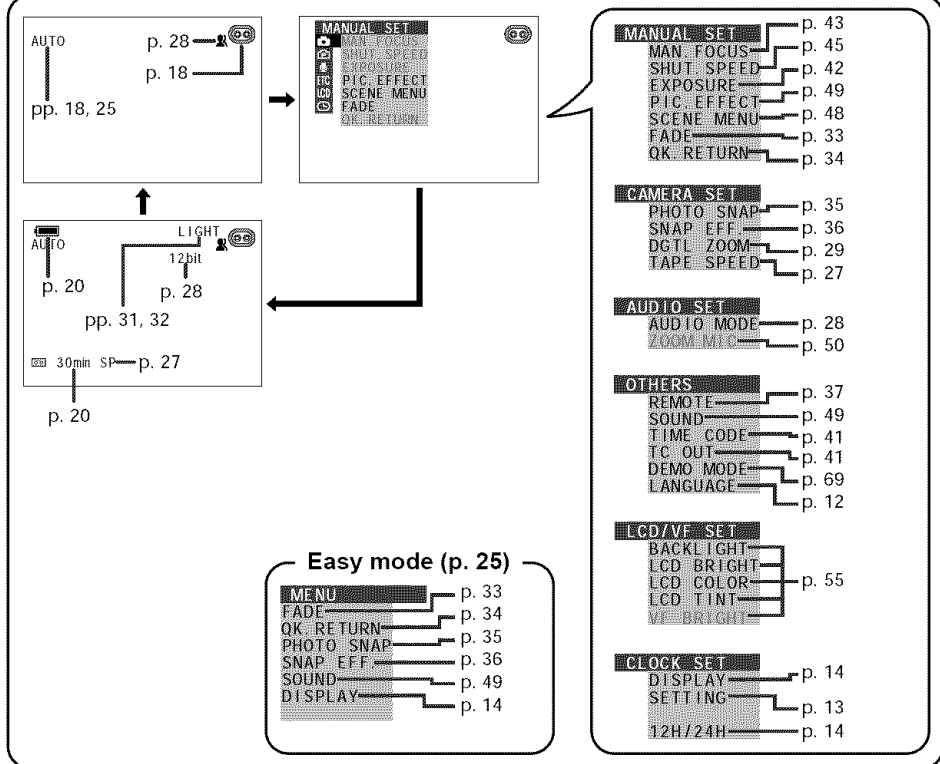 AUTO
p. 28
p. 18
pp. 18, 25
MANUAL SET
MAN. FOCUS
SHUT SPEED
EXPOSURE
PIC. EFFECT
SCENE MENU
FADE
QK. RETURN
LCD
AUTO
LIGHT
12bit
p. 20
p. 28
pp. 31, 32
30min SP
p. 27
p. 20
Easy mode (p. 25)
MENU
FADE p. 33
QK. RETURN p. 34
PHOTO SNAP p. 35
SNAP EFF. p. 36
SOUND p. 49
DISPLAY p. 14
MANUAL SET
MAN. FOCUS p. 43
SHUT SPEED p. 45
EXPOSURE p. 42
PIC. EFFECT p. 49
SCENE MENU p. 48
FADE p. 33
QK. RETURN p. 34
CAMERA SET
PHOTO SNAP p. 35
SNAP EFF. p. 36
DGTL ZOOM p. 29
TAPE SPEED p. 27
AUDIO SET
AUDIO MODE p. 28
ZOOM MIC p. 50
OTHERS
REMOTE p. 37
SOUND p. 49
TIME CODE p. 41
TC OUT p. 41
DEMO MODE p. 69
LANGUAGE p. 12
LCD/VF SET
BACKLIGHT
LCD BRIGHT
LCD COLOR p. 55
LCD TINT
VF BRIGHT
CLOCK SET
DISPLAY p. 14
SETTING p. 13
12H/24H p. 14